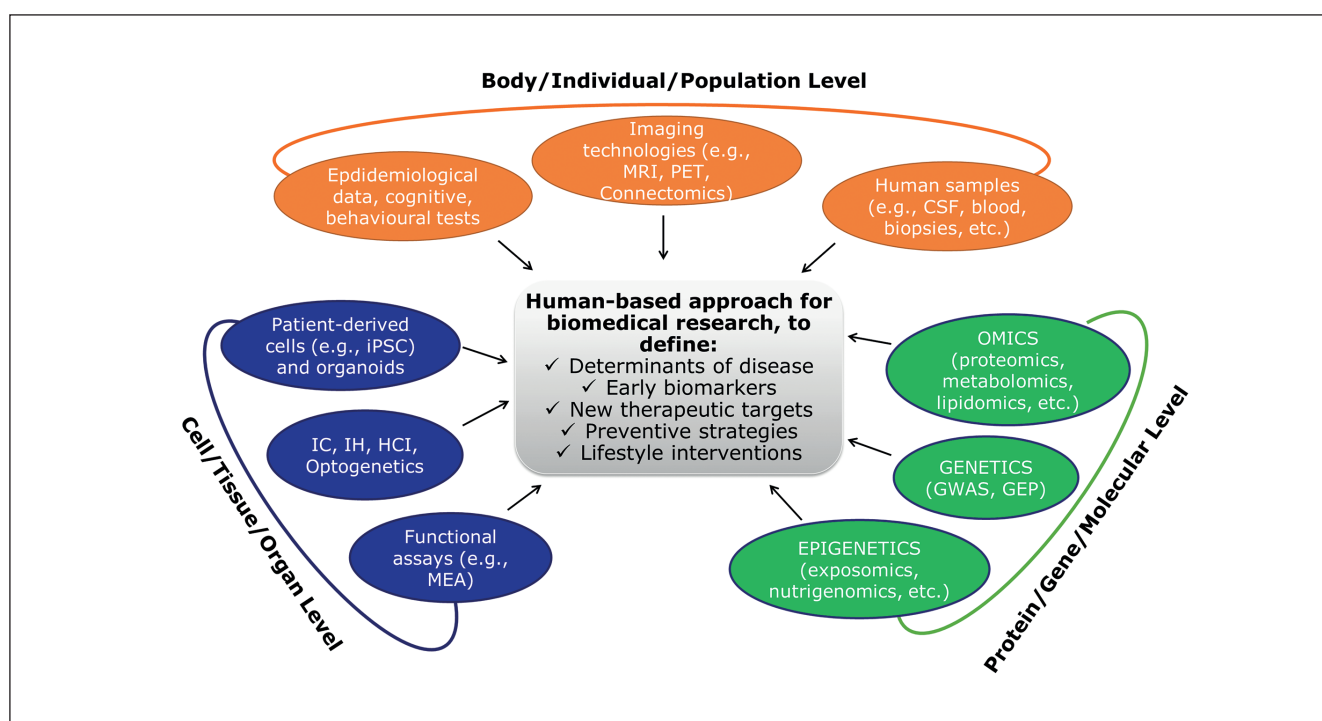 Body/Individual/Population Level
Epdidemiological
data, cognitive,
behavioural tests
Imaging
technologies (e.g.,
MRI, PET,
Connectomics)
Human samples
(e.g., CSF, blood,
biopsies, etc.)
Human-based approach for
biomedical research, to
define:
✓ Determinants of disease
✓ Early biomarkers
✓ New therapeutic targets
✓ Preventive strategies
✓ Lifestyle interventions
Cell/Tissue/Organ Level
Patient-derived
cells (e.g., iPSC)
and organoids
IC, IH, HCI,
Optogenetics
Functional
assays (e.g.,
MEA)
OMICS
(proteomics,
metabolomics,
lipidomics, etc.)
GENETICS
(GWAS, GEP)
EPIGENETICS
(exposomics,
nutrigenomics, etc.)
Protein/Gene/Molecular Level